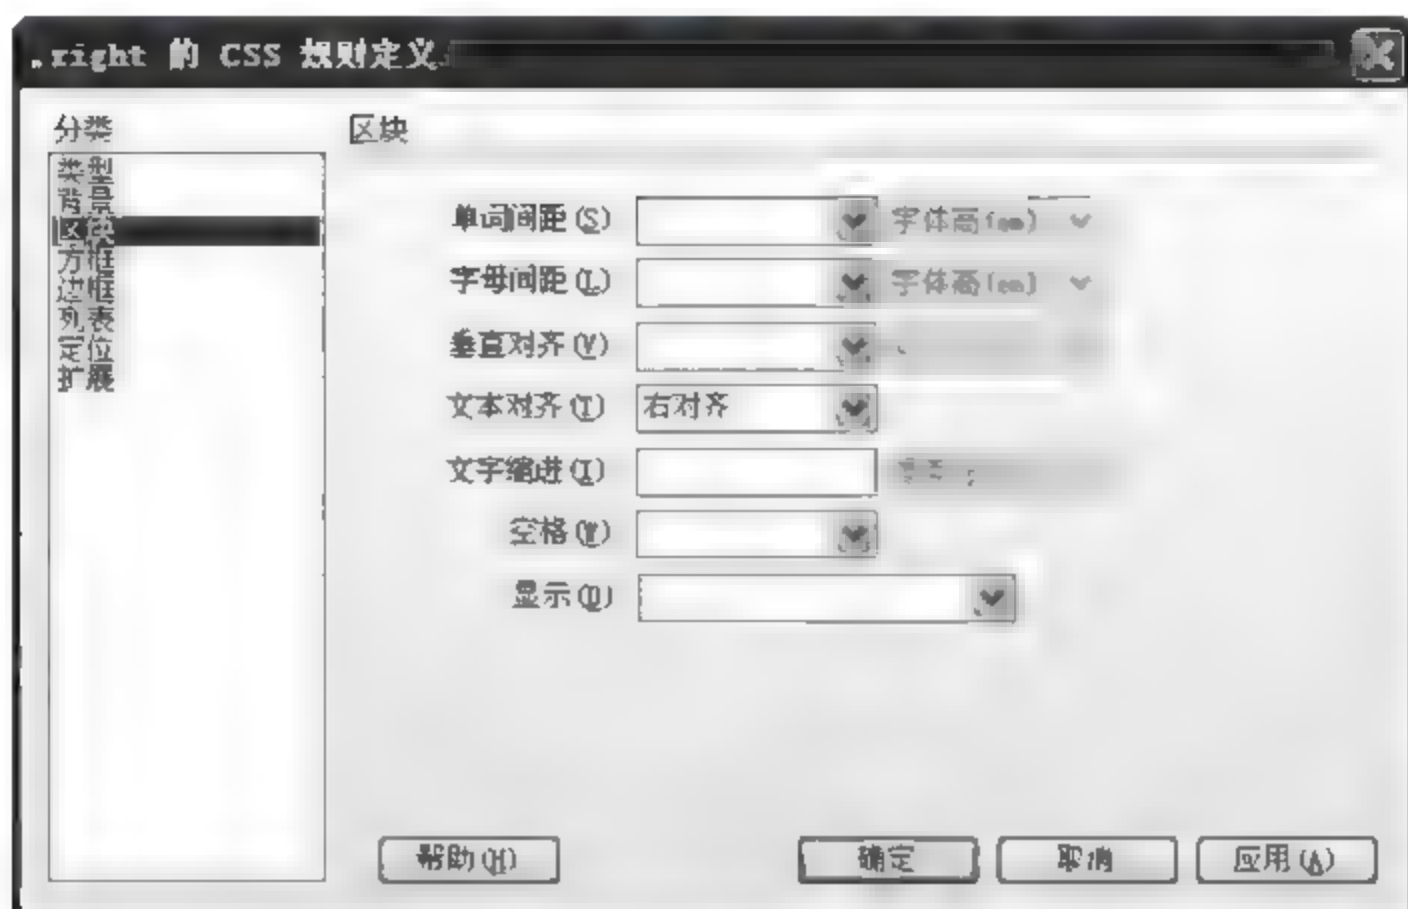 .right 的 CSS 规则定义
分类
类型
背景
区块
方框
边框
列表
定位
扩展
区块
单词间距(S) 字体高(em)
字母间距(L) 字体高(em)
垂直对齐(V)
文本对齐(T) 右对齐
文字缩进(I)
空格(W)
显示(D)
帮助(H) 确定 取消 应用(A)